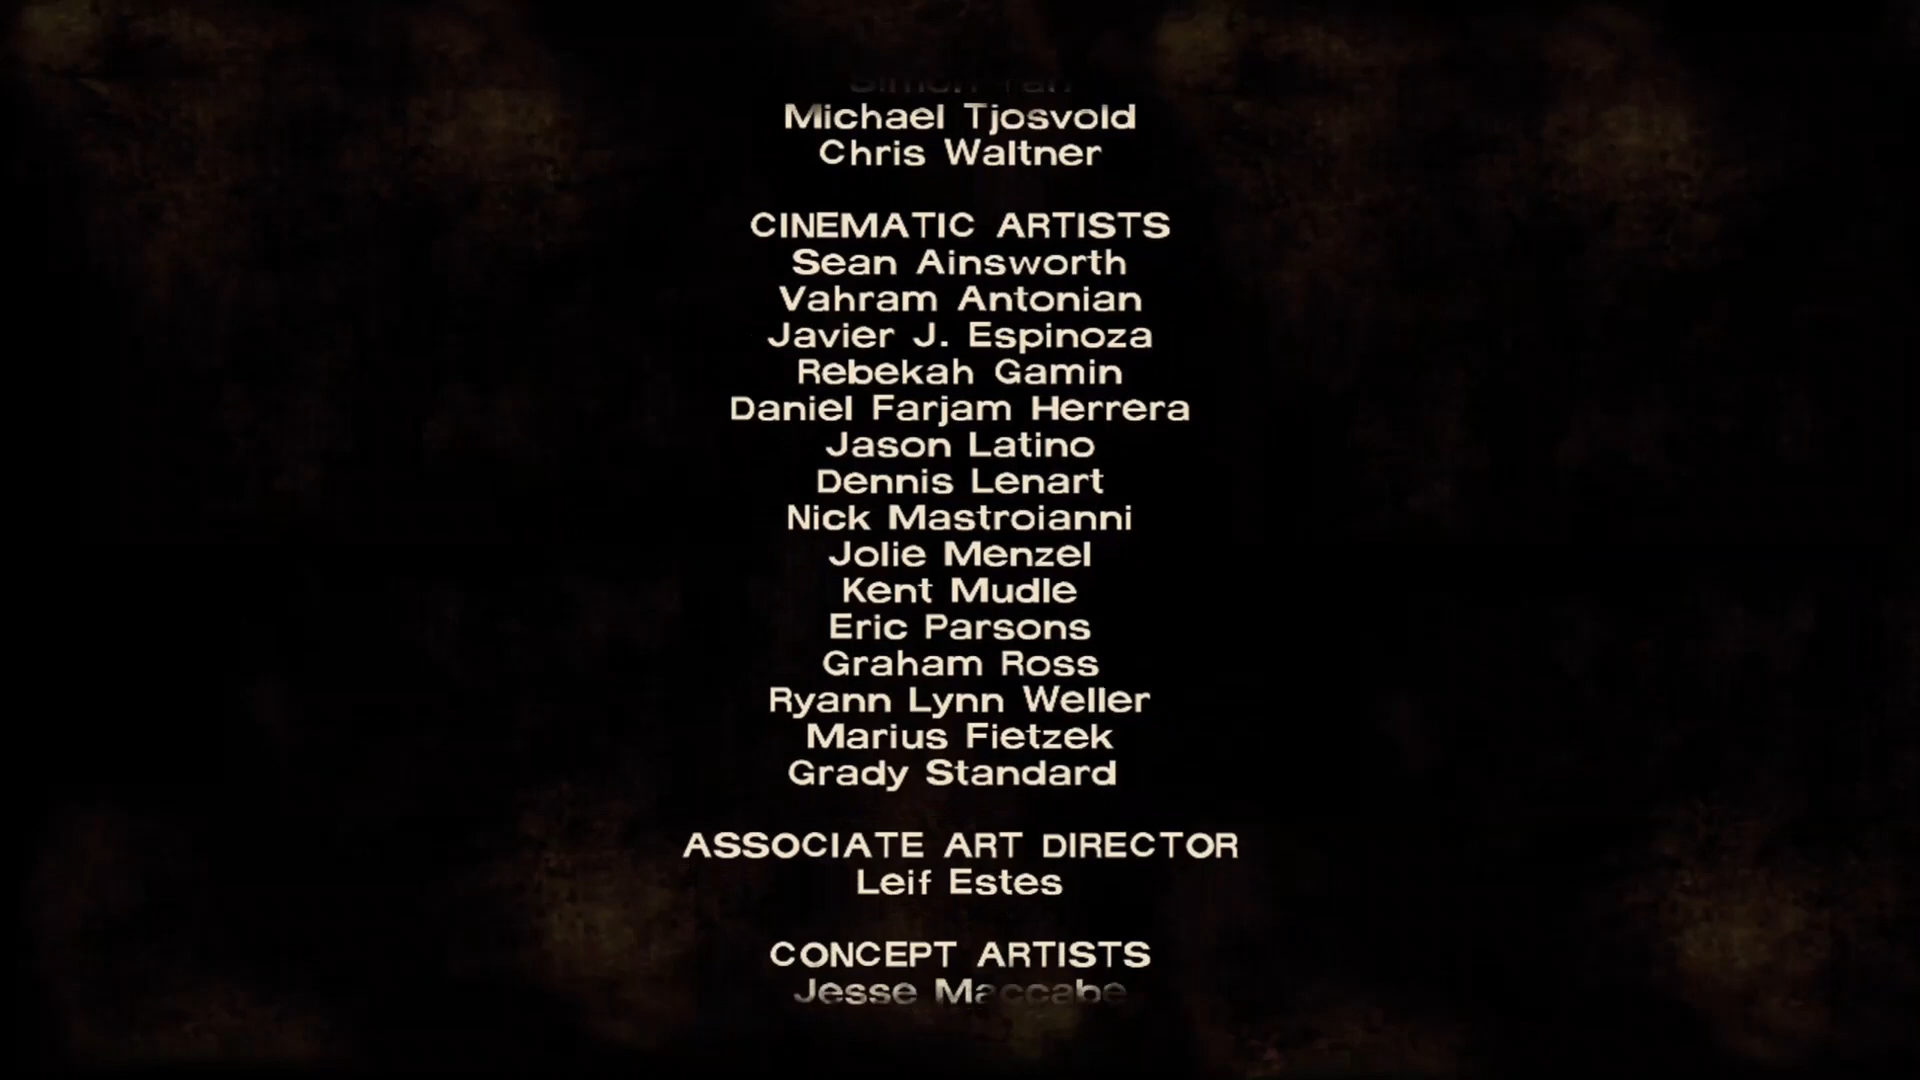 Michael Tjosvold
Chris Waltner
CINEMATIC ARTISTS
Sean Ainsworth
Vahram Antonian
Javier J. Espinoza
Rebekah Gamin
Daniel Farjam Herrera
Jason Latino
Dennis Lenart
Nick Mastroianni
Jolie Menzel
Kent Mudle
Eric Parsons
Graham Ross
Ryann Lynn Weller
Marius Fietzek
Grady Standard
ASSOCIATE ART DIRECTOR
Leif Estes
CONCEPT ARTISTS
Jesse Maccabe